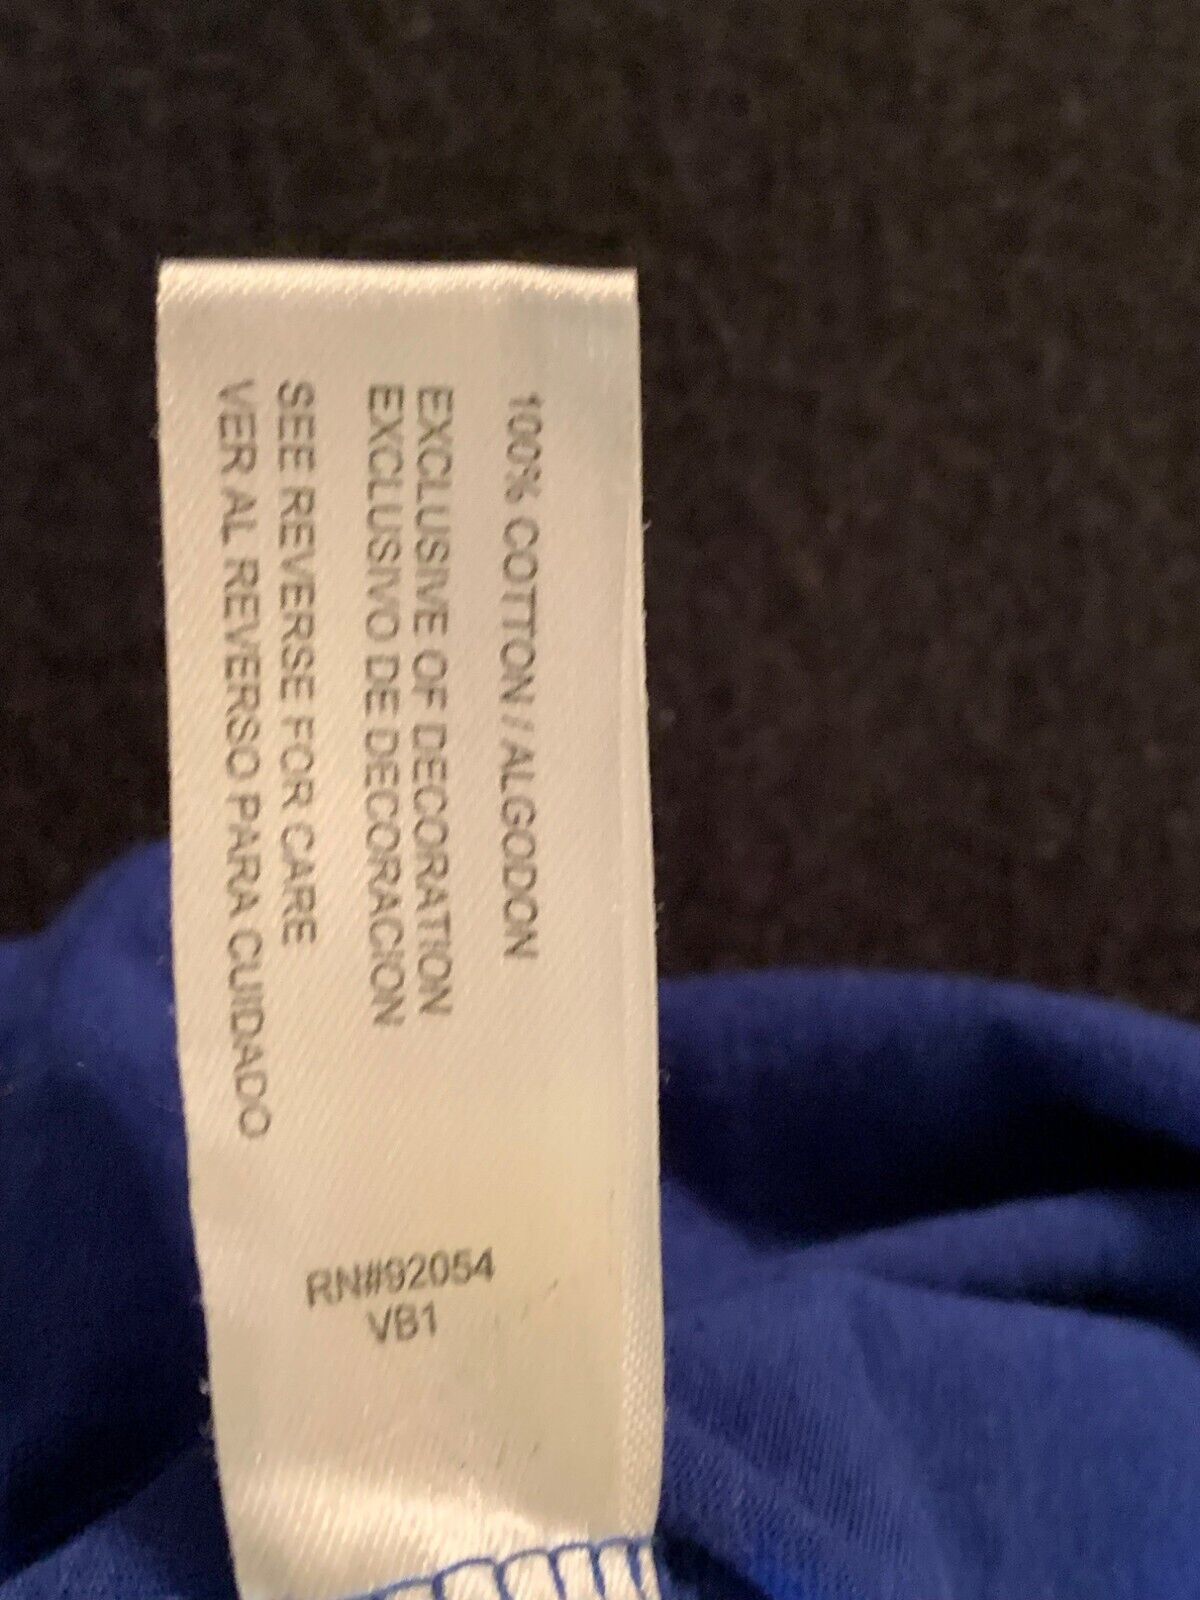 100% COTTON / ALGODON
EXCLUSIVE OF DECORATION
EXCLUSIVO DE DECORACION
SEE REVERSE FOR CARE
VER AL REVERSO PARA CUIDADO
RN#92054
VB1